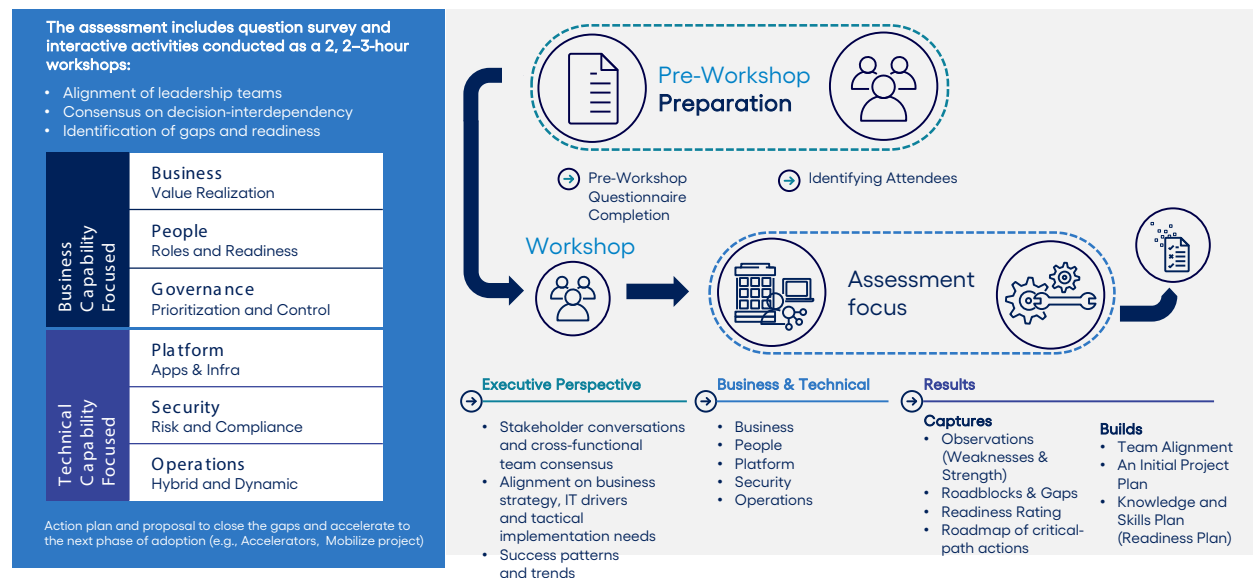 The assessment includes question survey and
interactive activities conducted as a 2, 2–3-hour
workshops:
• Alignment of leadership teams
• Consensus on decision-interdependency
• Identification of gaps and readiness
Business
Capability
Focused
Business
Value Realization
People
Roles and Readiness
Governance
Prioritization and Control
Technical
Capability
Focused
Platform
Apps & Infra
Security
Risk and Compliance
Operations
Hybrid and Dynamic
Action plan and proposal to close the gaps and accelerate to
the next phase of adoption (e.g., Accelerators, Mobilize project)
Pre-Workshop
Preparation
Pre-Workshop
Questionnaire
Completion
Identifying Attendees
Workshop
Assessment
focus
Executive Perspective
• Stakeholder conversations
and cross-functional
team consensus
• Alignment on business
strategy, IT drivers
and tactical
implementation needs
• Success patterns
and trends
Business & Technical
• Business
• People
• Platform
• Security
• Operations
Results
Captures
• Observations
(Weaknesses &
Strength)
• Roadblocks & Gaps
• Readiness Rating
• Roadmap of critical-
path actions
Builds
• Team Alignment
• An Initial Project
Plan
• Knowledge and
Skills Plan
(Readiness Plan)